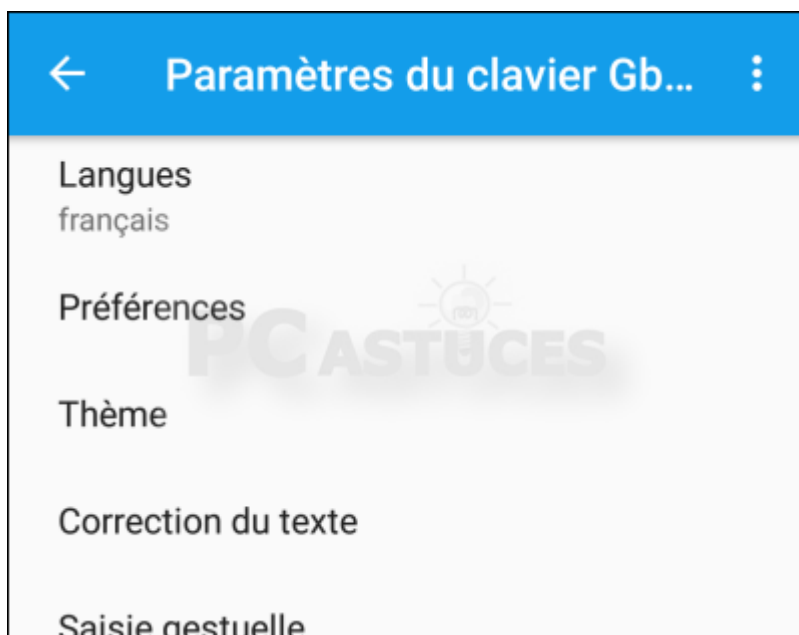 Paramètres du clavier Gb...
Langues
français
Préférences
PC ASTUCES
Thème
Correction du texte
Saisie gestuelle